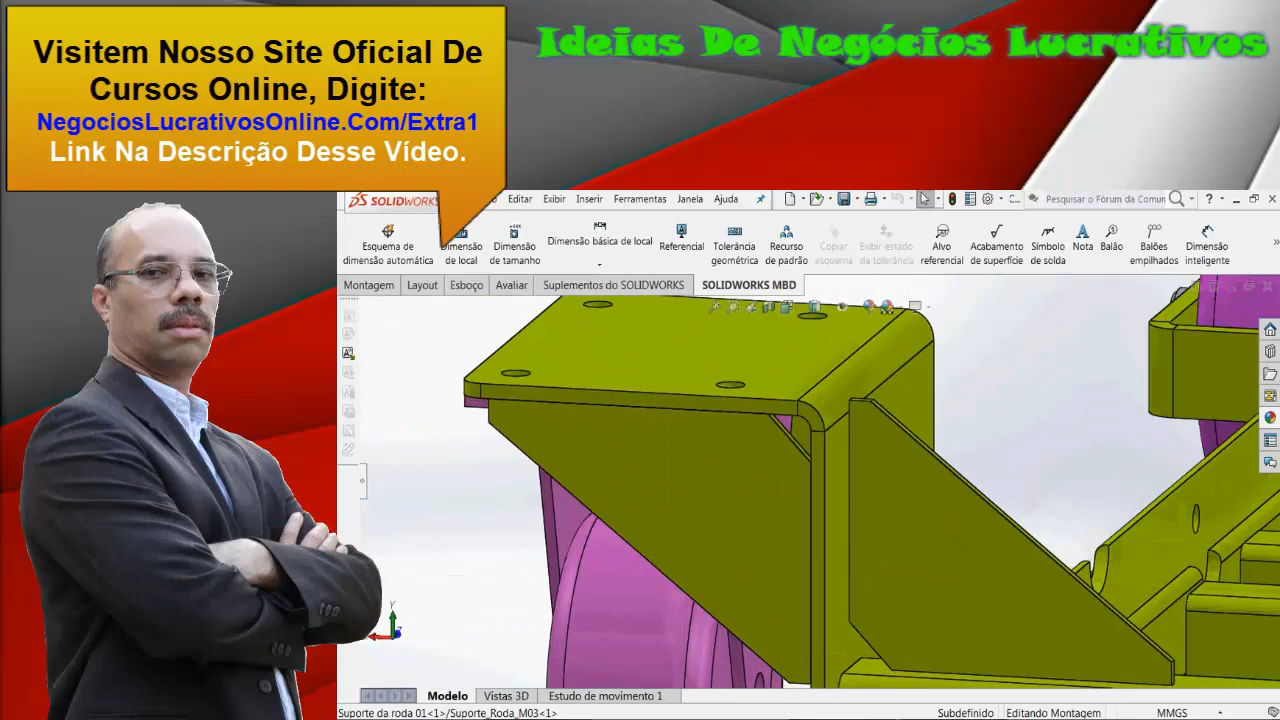 Visitem Nosso Site Oficial De
Cursos Online, Digite:
NegociosLucrativosOnline.Com/Extra1
Link Na Descrição Desse Vídeo.
Ideias De Negócios Lucrativos
SOLIDWORKS Editar Exibir Inserir Ferramentas Janela Ajuda C... Pesquisar o Fórum da Comun ?
Esquema de dimensão automática
Dimensão de local
Dimensão de tamanho
Dimensão básica de local
Referencial
Tolerância geométrica
Recurso de padrão
Copiar esquema
Exibir estado da tolerância
Alvo referencial
Acabamento de superfície
Símbolo de solda
Nota
Balão
Balões empilhados
Dimensão inteligente
Montagem Layout Esboço Avaliar Suplementos do SOLIDWORKS SOLIDWORKS MBD
Y
Modelo Vistas 3D Estudo de movimento 1
Suporte da roda 01<1>/Suporte_Roda_M03<1> Subdefinido Editando Montagem MMGS